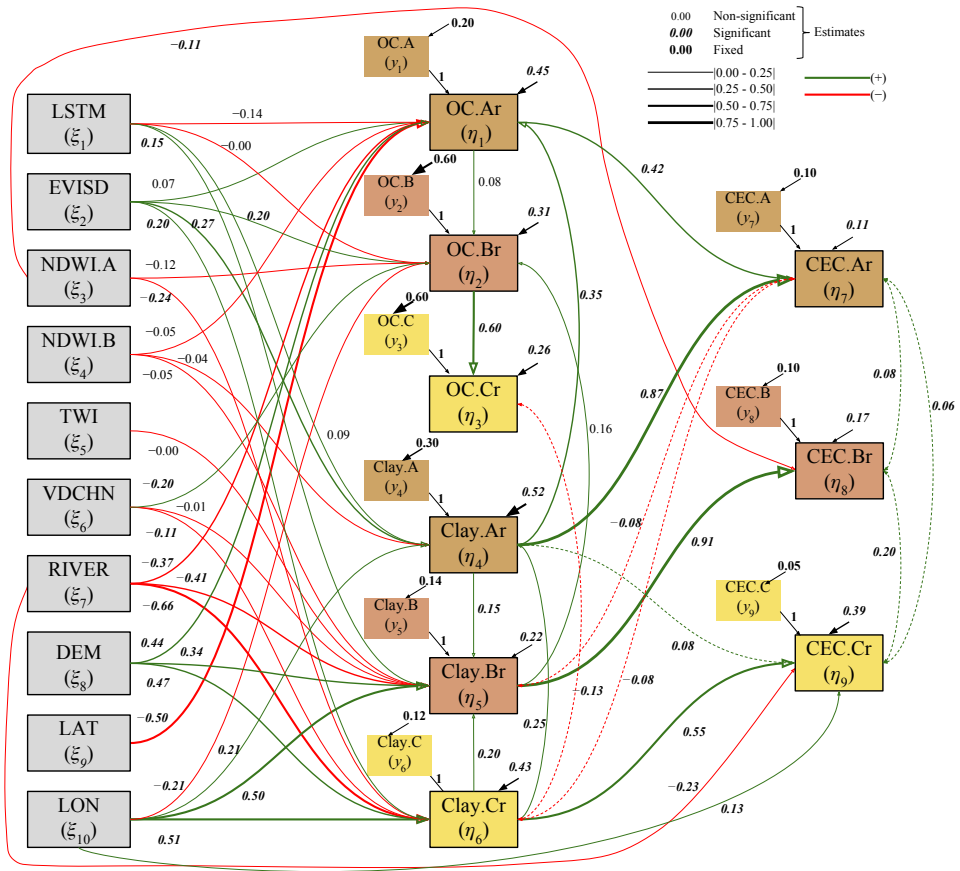 0.00 Non-significant
0.00 Significant
0.00 Fixed
Estimates
|0.00 - 0.25|
|0.25 - 0.50|
|0.50 - 0.75|
|0.75 - 1.00|
(+)
(−)
LSTM
(ξ1)
EVISD
(ξ2)
NDWI.A
(ξ3)
NDWI.B
(ξ4)
TWI
(ξ5)
VDCHN
(ξ6)
RIVER
(ξ7)
DEM
(ξ8)
LAT
(ξ9)
LON
(ξ10)
−0.11
−0.14
0.15
−0.00
0.07
0.20
0.20
0.27
−0.12
−0.24
−0.05
−0.04
−0.05
−0.00
0.09
−0.20
−0.01
−0.11
−0.37
−0.41
−0.66
0.44
0.34
0.47
−0.50
−0.21
0.21
0.50
0.51
OC.A
(y1)
0.20
1
0.45
OC.Ar
(η1)
0.08
OC.B
(y2)
0.60
1
0.31
OC.Br
(η2)
0.60
OC.C
(y3)
0.60
1
0.26
OC.Cr
(η3)
Clay.A
(y4)
0.30
1
0.52
Clay.Ar
(η4)
0.15
Clay.B
(y5)
0.14
1
0.22
Clay.Br
(η5)
0.20
Clay.C
(y6)
0.12
1
0.43
Clay.Cr
(η6)
0.42
0.35
0.16
0.87
−0.08
0.91
−0.13
−0.08
0.08
0.25
0.55
−0.23
0.13
CEC.A
(y7)
0.10
1
0.11
CEC.Ar
(η7)
0.08
0.06
CEC.B
(y8)
0.10
1
0.17
CEC.Br
(η8)
0.20
CEC.C
(y9)
0.05
1
0.39
CEC.Cr
(η9)